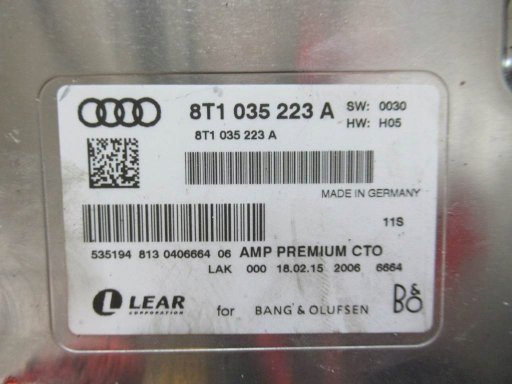 8T1 035 223 A SW: 0030
HW: H05
8T1 035 223 A
MADE IN GERMANY
11S
535194 813 0406664 06 AMP PREMIUM CTO
LAK 000 18.02.15 2006 6664
LEAR
CORPORATION
for BANG & OLUFSEN
B&O